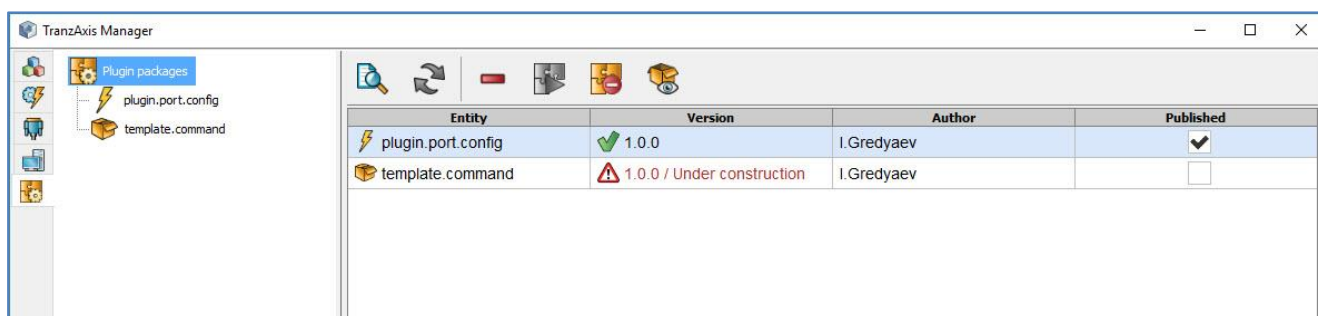 TranzAxis Manager
Plugin packages
plugin.port.config
template.command
Entity Version Author Published
plugin.port.config 1.0.0 I.Gredyaev
template.command 1.0.0 / Under construction I.Gredyaev